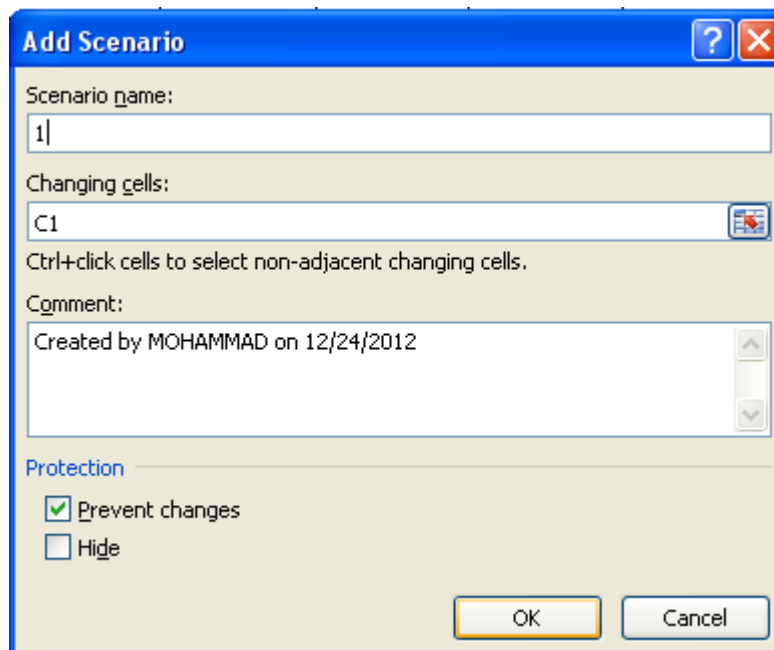 Add Scenario
Scenario name:
1
Changing cells:
C1
Ctrl+click cells to select non-adjacent changing cells.
Comment:
Created by MOHAMMAD on 12/24/2012
Protection
Prevent changes
Hide
OK Cancel